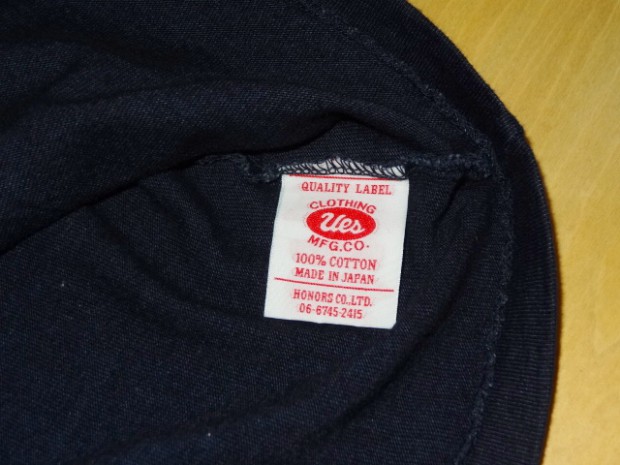 QUALITY LABEL
CLOTHING
Ues
MFG.CO.
100% COTTON
MADE IN JAPAN
HONORS CO.,LTD.
06-6745-2415